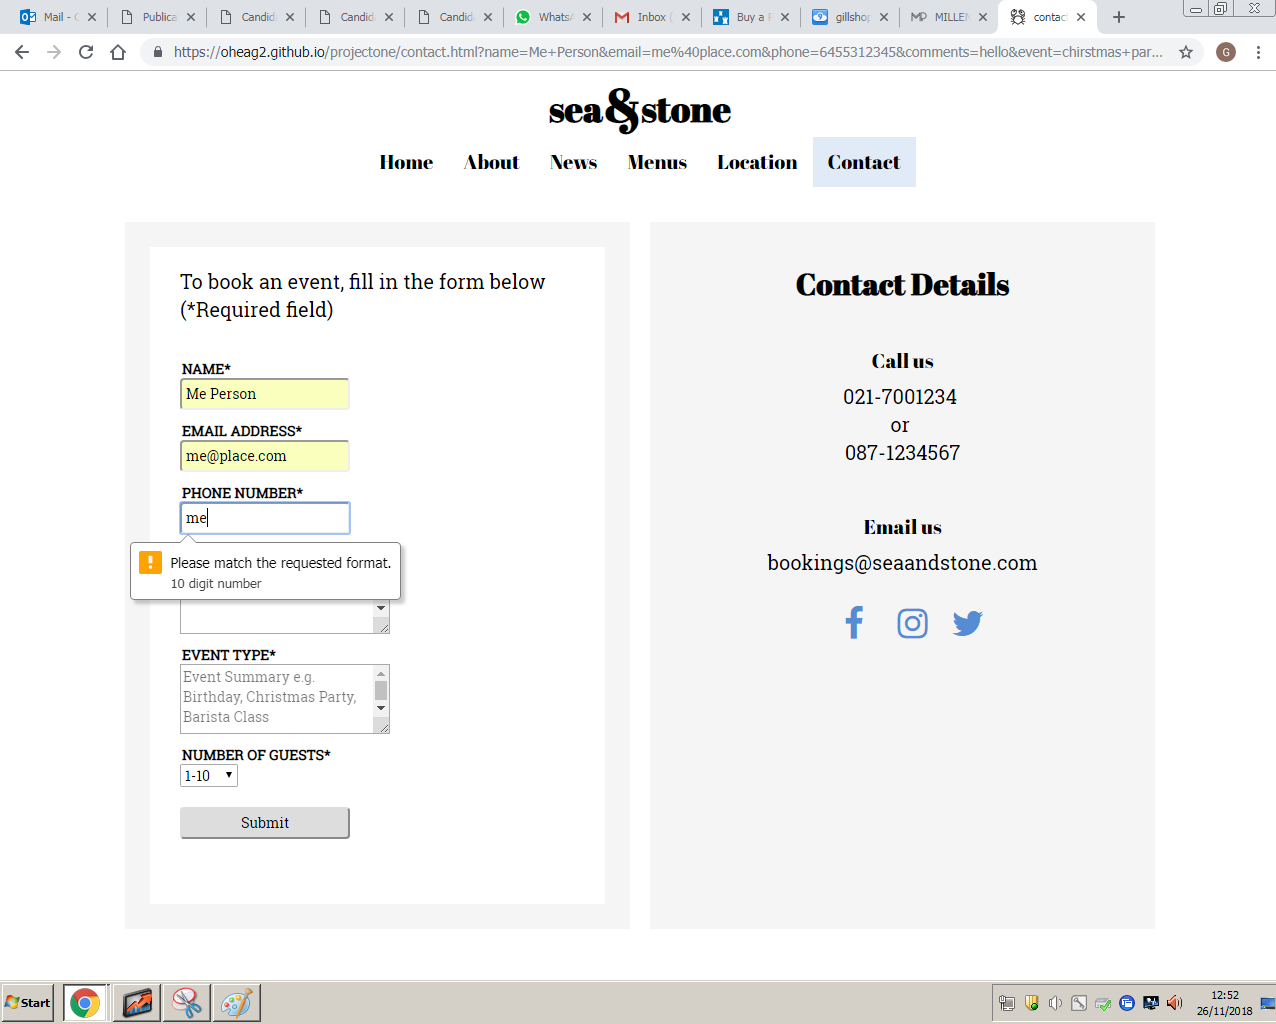 Mail - C
Publica
Candid
Candid
Candid
WhatsA
Inbox (
Buy a F
gillshop
MP MILLEN
contac
https://oheag2.github.io/projectone/contact.html?name=Me+Person&email=me%40place.com&phone=6455312345&comments=hello&event=chirstmas+par...
G
sea&stone
Home About News Menus Location Contact
To book an event, fill in the form below
(*Required field)
NAME*
Me Person
EMAIL ADDRESS*
me@place.com
PHONE NUMBER*
me
Please match the requested format.
10 digit number
EVENT TYPE*
Event Summary e.g.
Birthday, Christmas Party,
Barista Class
NUMBER OF GUESTS*
1-10
Submit
Contact Details
Call us
021-7001234
or
087-1234567
Email us
bookings@seaandstone.com
Start
12:52
26/11/2018